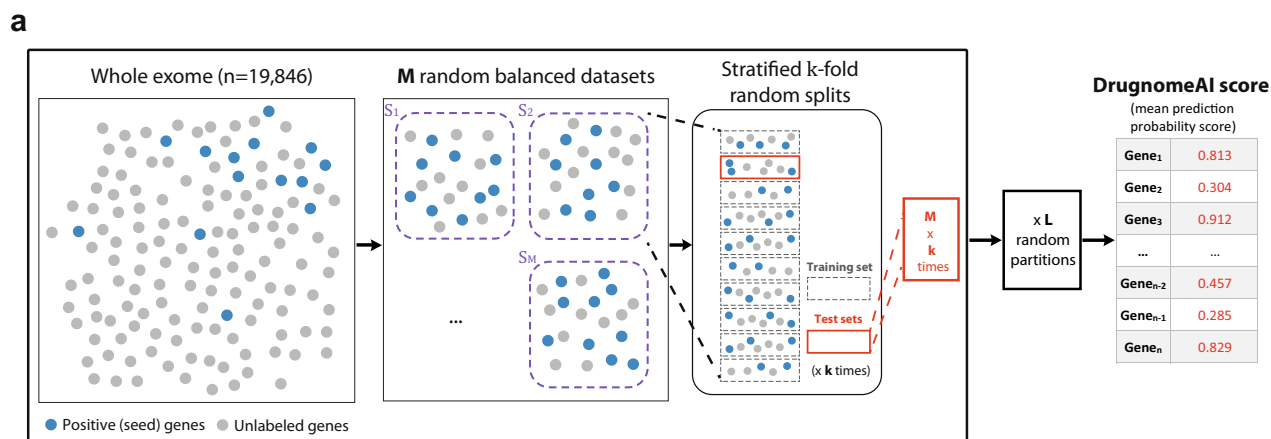 a
Whole exome (n=19,846)
M random balanced datasets
Stratified k-fold
random splits
S1
S2
SM
...
Training set
Test sets
(x k times)
M
x
k
times
x L
random
partitions
DrugnomeAI score
(mean prediction
probability score)
Gene1 0.813
Gene2 0.304
Gene3 0.912
... ...
Genen-2 0.457
Genen-1 0.285
Genen 0.829
Positive (seed) genes Unlabeled genes